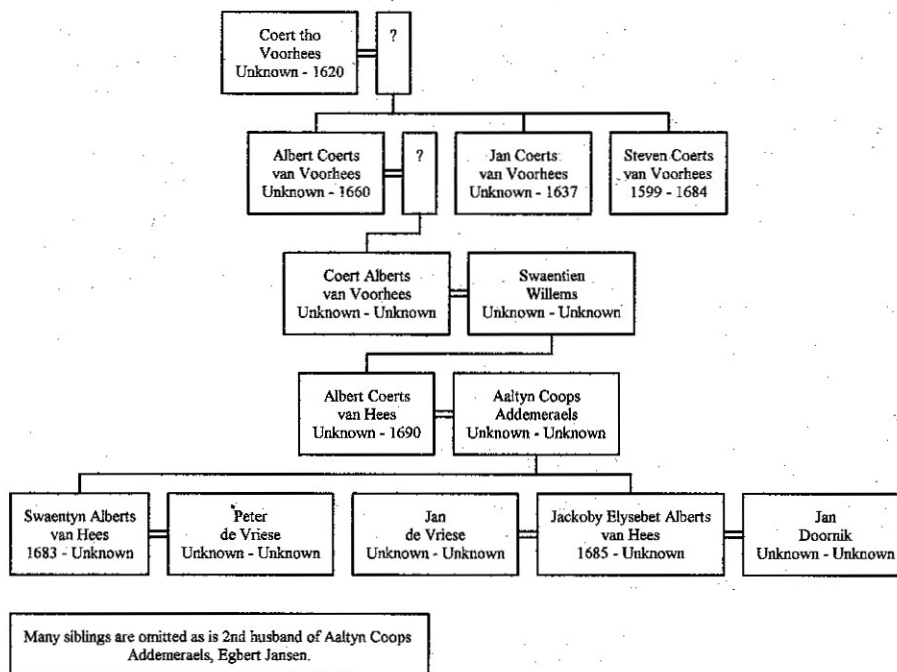 Coert tho
Voorhees
Unknown - 1620
?
Albert Coerts
van Voorhees
Unknown - 1660
?
Jan Coerts
van Voorhees
Unknown - 1637
Steven Coerts
van Voorhees
1599 - 1684
Coert Alberts
van Voorhees
Unknown - Unknown
Swaentien
Willems
Unknown - Unknown
Albert Coerts
van Hees
Unknown - 1690
Aaltyn Coops
Addemeraels
Unknown - Unknown
Swaentyn Alberts
van Hees
1683 - Unknown
Peter
de Vriese
Unknown - Unknown
Jan
de Vriese
Unknown - Unknown
Jackoby Elysebet Alberts
van Hees
1685 - Unknown
Jan
Doornik
Unknown - Unknown
Many siblings are omitted as is 2nd husband of Aaltyn Coops
Addemeraels, Egbert Jansen.